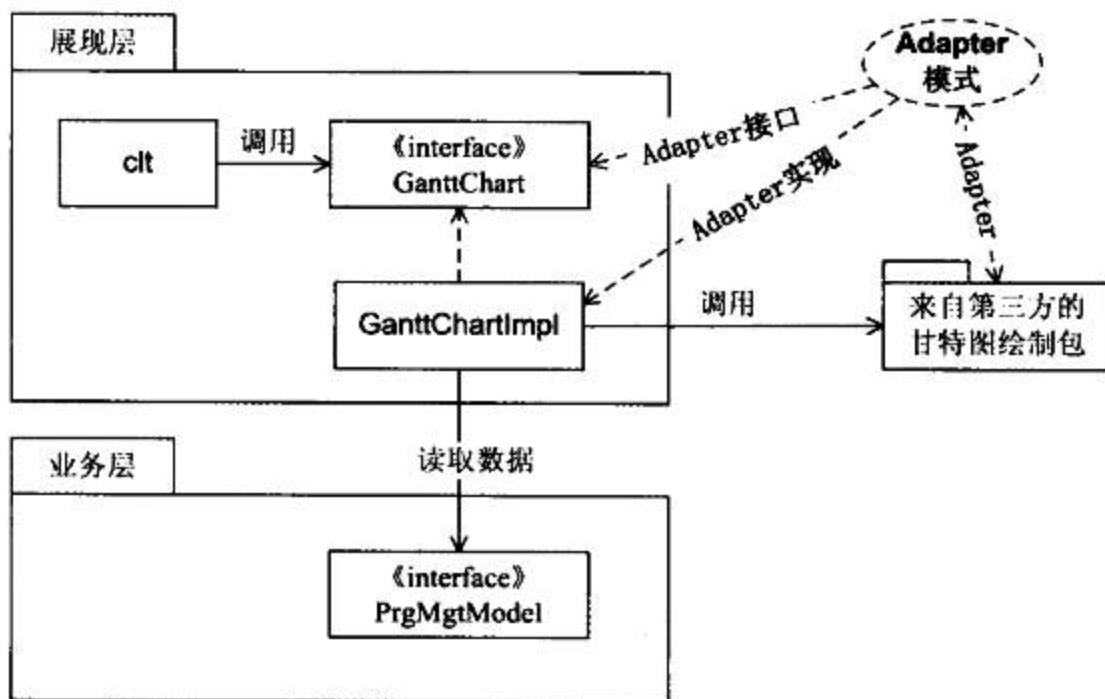 展现层
Adapter
模式
clt
调用
《interface》
GanttChart
Adapter接口
Adapter实现
Adapter
GanttChartImpl
调用
来自第三方的
甘特图绘制包
业务层
读取数据
《interface》
PrgMgtModel